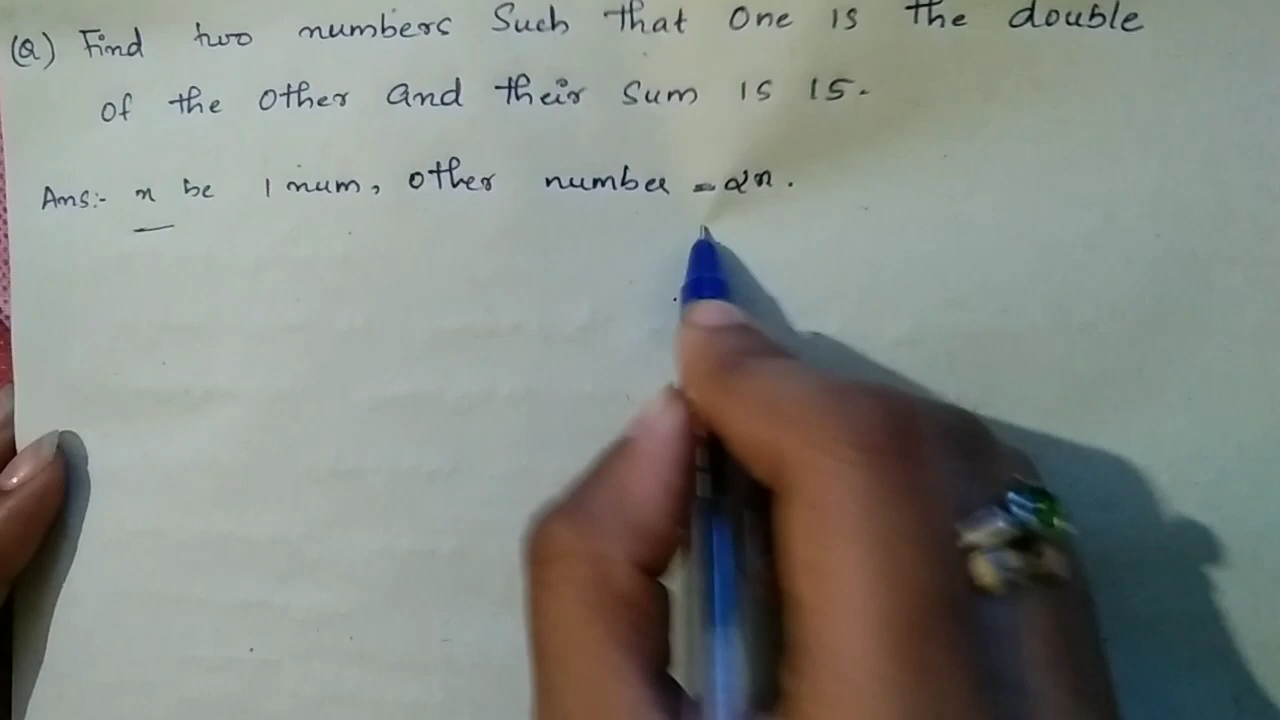 (Q) Find two numbers Such that one is the double
of the other and their sum is 15.
Ans:- n be 1 num, other number = 2n.